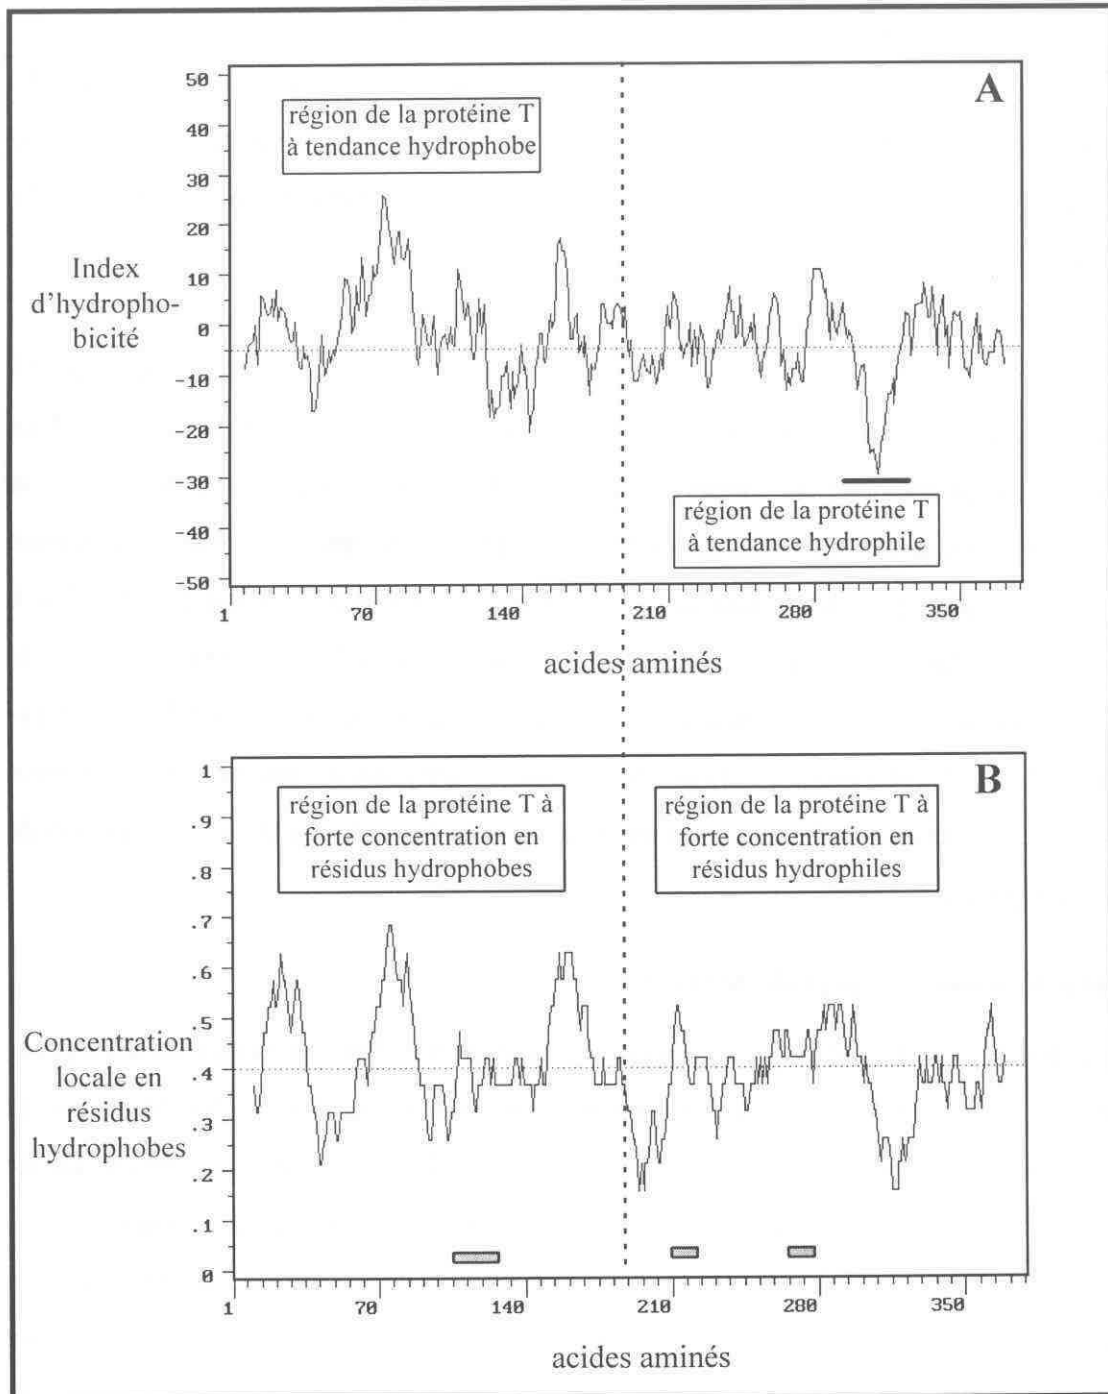 A
50
40
30
20
10
0
-10
-20
-30
-40
-50
région de la protéine T
à tendance hydrophobe
Index
d'hydropho-
bicité
région de la protéine T
à tendance hydrophile
1 70 140 210 280 350
acides aminés
B
1
.9
.8
.7
.6
.5
.4
.3
.2
.1
0
région de la protéine T à
forte concentration en
résidus hydrophobes
région de la protéine T à
forte concentration en
résidus hydrophiles
Concentration
locale en
résidus
hydrophobes
1 70 140 210 280 350
acides aminés